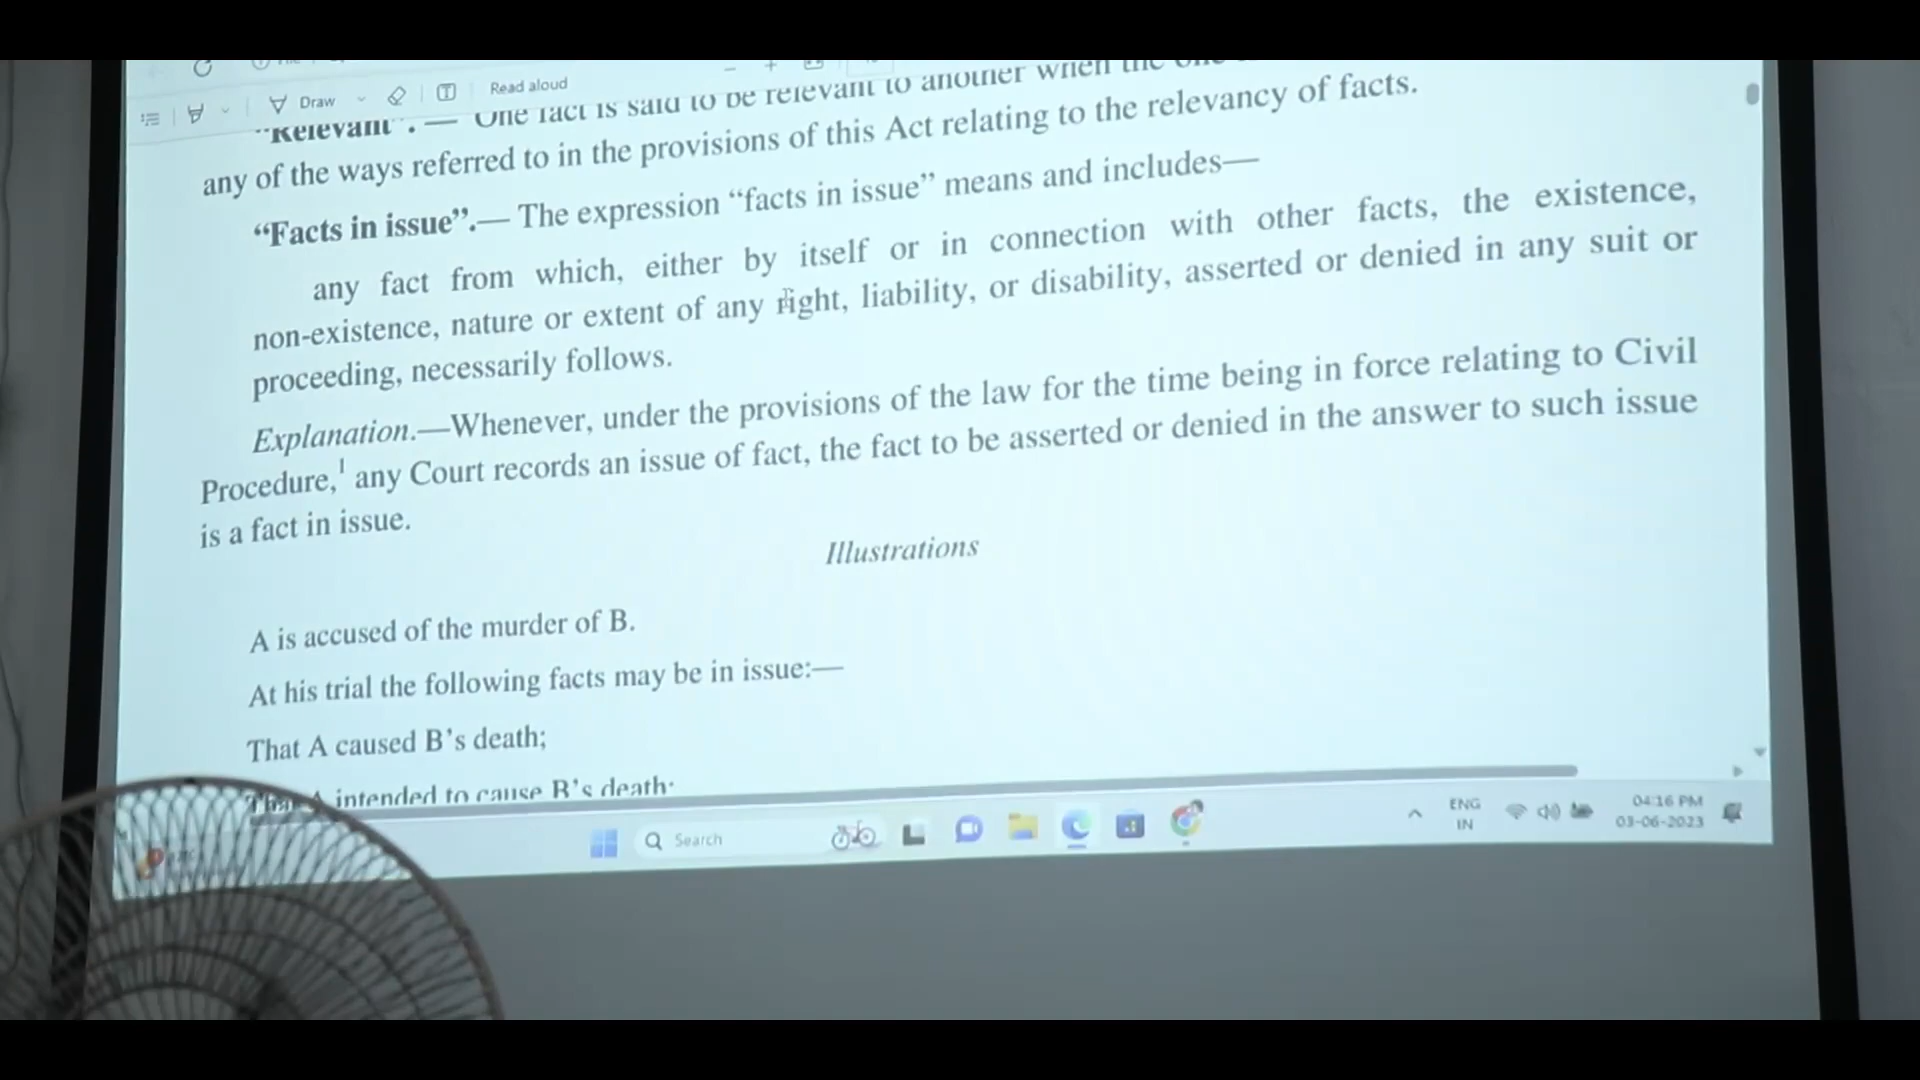 Draw
Read aloud
"Relevant". — One fact is said to be relevant to another when the one
any of the ways referred to in the provisions of this Act relating to the relevancy of facts.
“Facts in issue”.— The expression “facts in issue” means and includes—
any fact from which, either by itself or in connection with other facts, the existence,
non-existence, nature or extent of any right, liability, or disability, asserted or denied in any suit or
proceeding, necessarily follows.
Explanation.—Whenever, under the provisions of the law for the time being in force relating to Civil
Procedure,1 any Court records an issue of fact, the fact to be asserted or denied in the answer to such issue
is a fact in issue.
Illustrations
A is accused of the murder of B.
At his trial the following facts may be in issue:—
That A caused B’s death;
That A intended to cause B’s death;
Search
ENG
IN
04:16 PM
03-06-2023